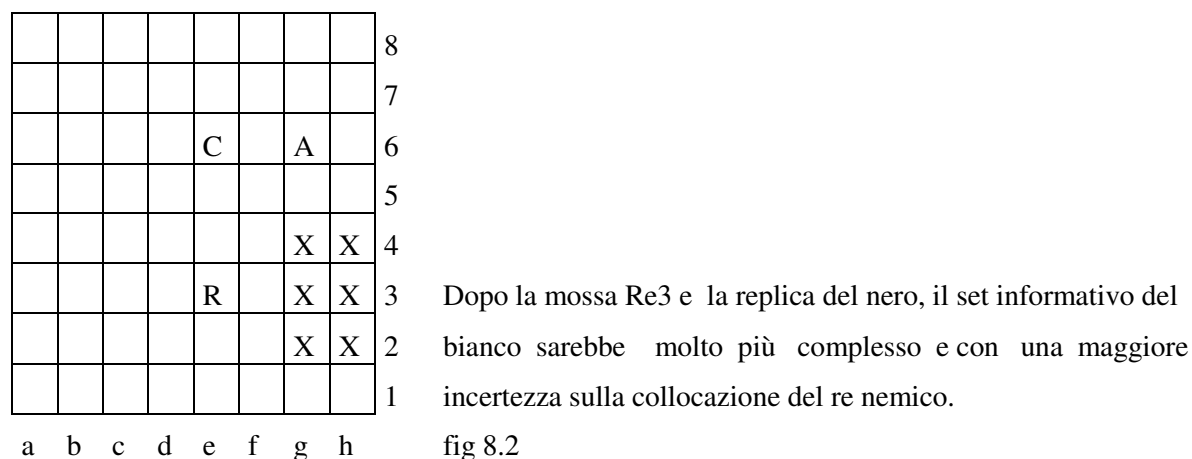 8
7
C A 6
5
X X 4
R X X 3 Dopo la mossa Re3 e la replica del nero, il set informativo del
X X 2 bianco sarebbe molto più complesso e con una maggiore
1 incertezza sulla collocazione del re nemico.
a b c d e f g h fig 8.2